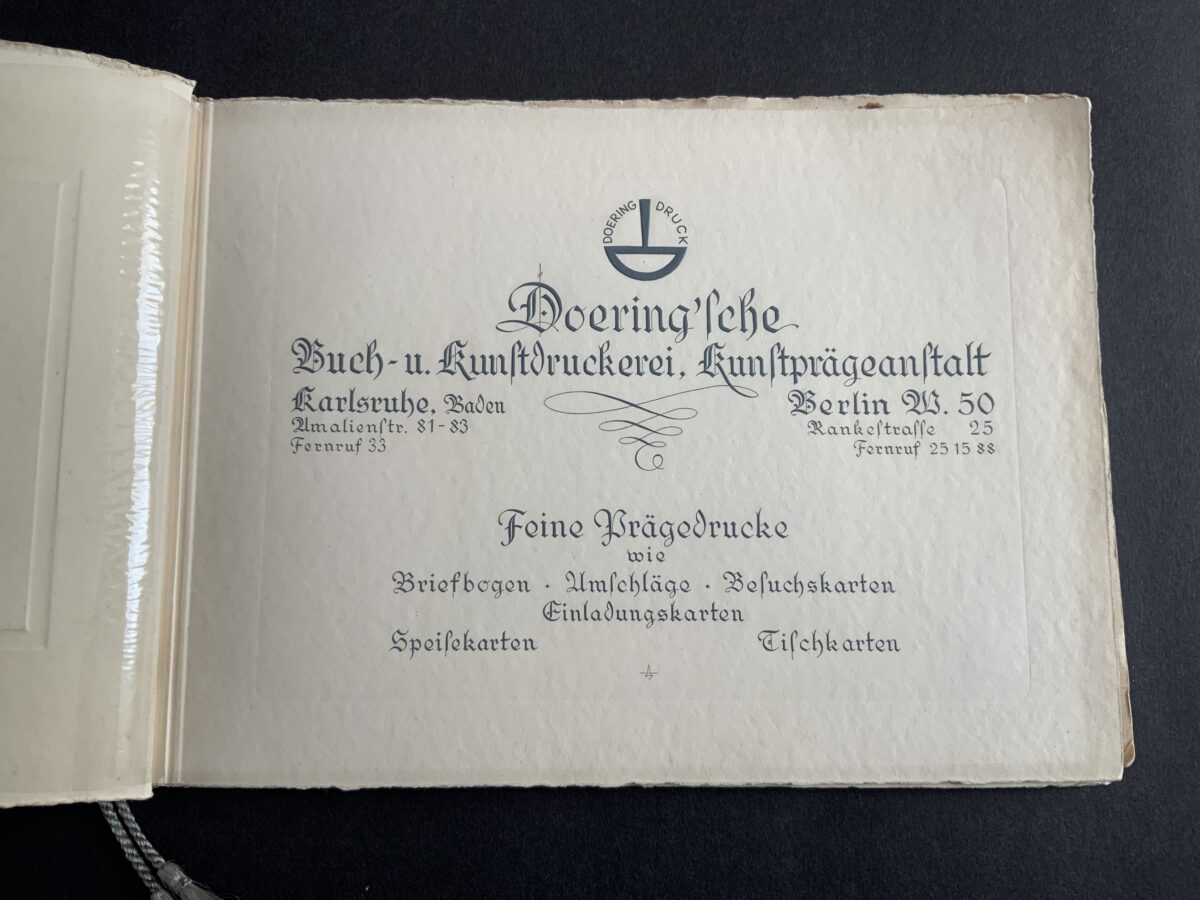 DOERING DRUCK
Doering'sche
Buch- u. Kunstdruckerei, Kunstprägeanstalt
Karlsruhe, Baden
Amalienstr. 81-83
Fernruf 33
Berlin W. 50
Rankestrasse 25
Fernruf 25 15 88
Feine Prägedrucke
wie
Briefbogen · Umschläge · Besuchskarten
Einladungskarten
Speisekarten Tischkarten